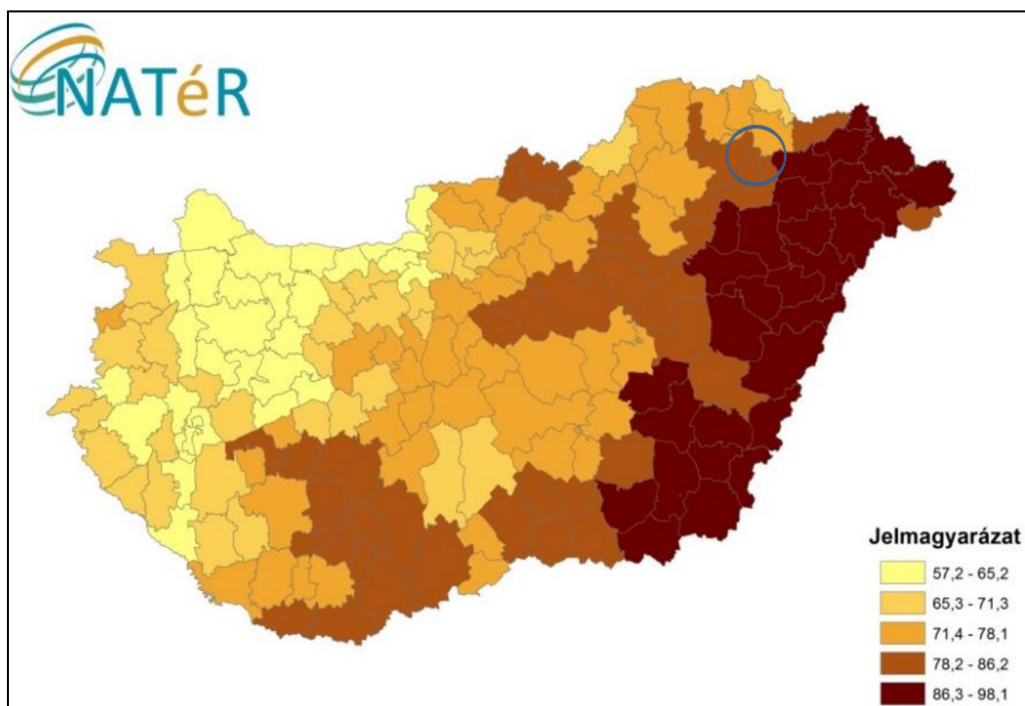 NATéR
Jelmagyarázat
57,2 - 65,2
65,3 - 71,3
71,4 - 78,1
78,2 - 86,2
86,3 - 98,1